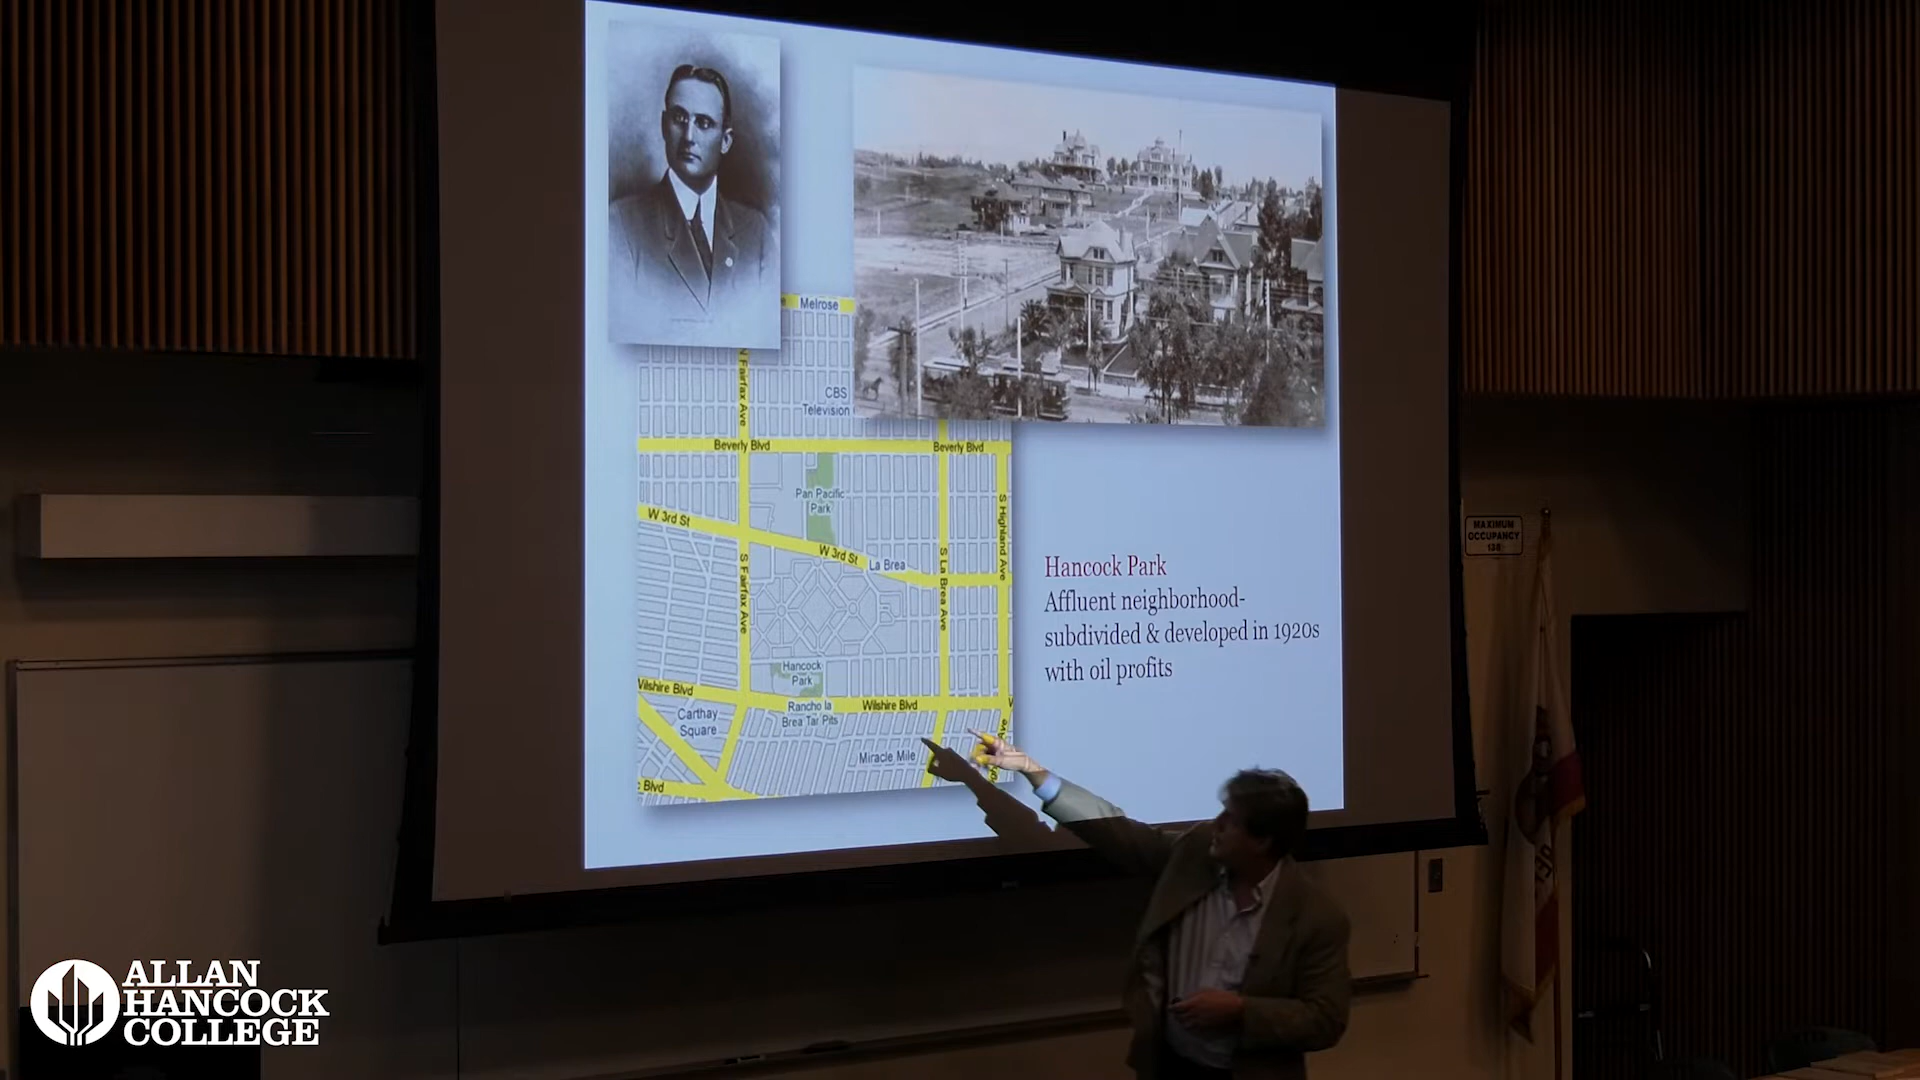 Melrose
N Fairfax Ave
CBS
Television
Beverly Blvd
Beverly Blvd
Pan Pacific
Park
W 3rd St
W 3rd St
La Brea
S Highland Ave
S Fairfax Ave
S La Brea Ave
Hancock
Park
Wilshire Blvd
Wilshire Blvd
Rancho la
Brea Tar Pits
Carthay
Square
Miracle Mile
Blvd
Hancock Park
Affluent neighborhood-
subdivided & developed in 1920s
with oil profits
MAXIMUM
OCCUPANCY
138
ALLAN
HANCOCK
COLLEGE